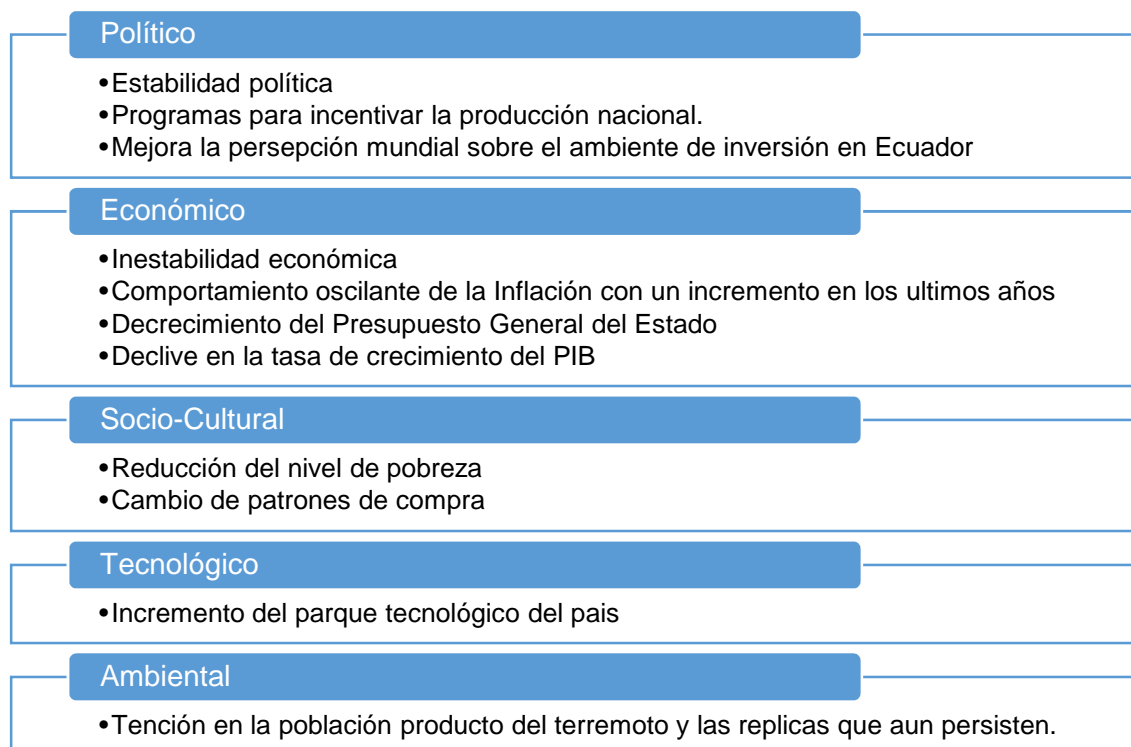 Político
•Estabilidad política
•Programas para incentivar la producción nacional.
•Mejora la persepción mundial sobre el ambiente de inversión en Ecuador
Económico
•Inestabilidad económica
•Comportamiento oscilante de la Inflación con un incremento en los ultimos años
•Decrecimiento del Presupuesto General del Estado
•Declive en la tasa de crecimiento del PIB
Socio-Cultural
•Reducción del nivel de pobreza
•Cambio de patrones de compra
Tecnológico
•Incremento del parque tecnológico del pais
Ambiental
•Tención en la población producto del terremoto y las replicas que aun persisten.